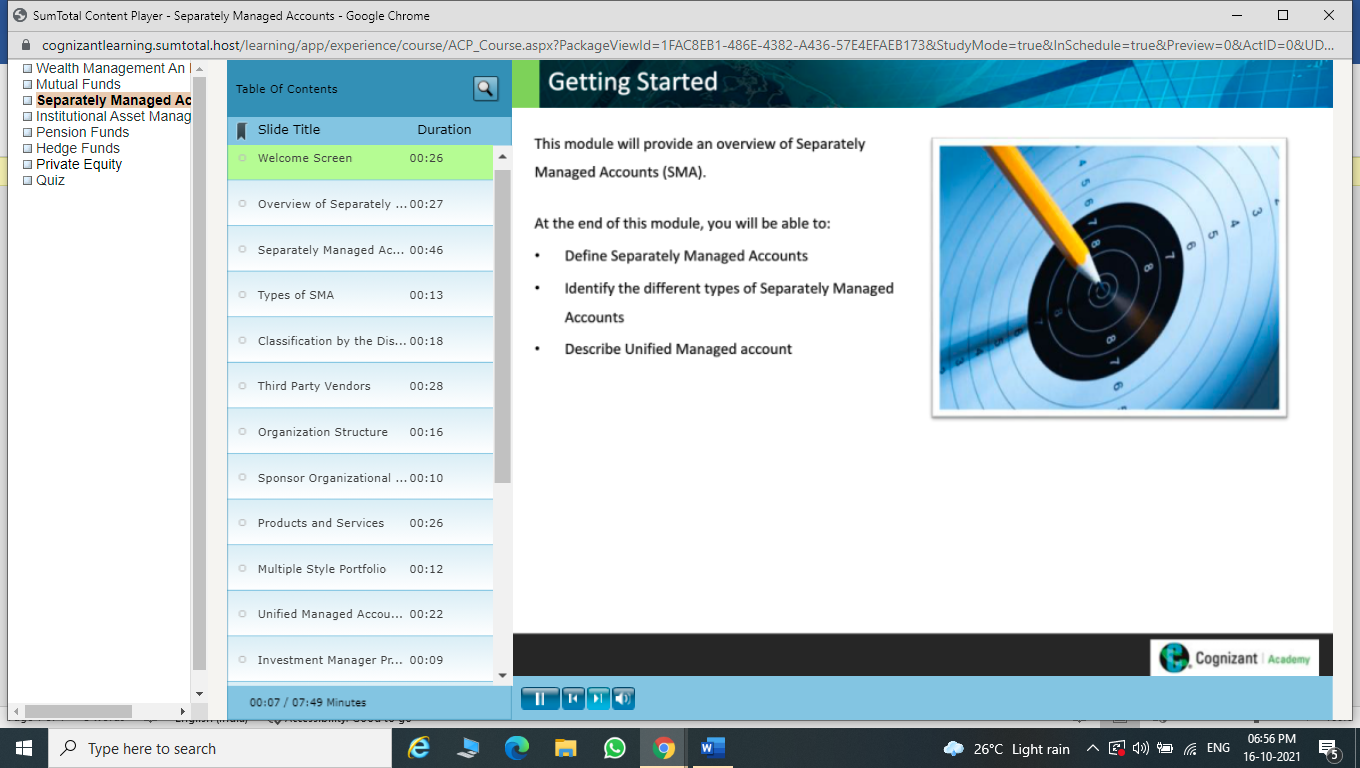 SumTotal Content Player - Separately Managed Accounts - Google Chrome
cognizantlearning.sumtotal.host/learning/app/experience/course/ACP_Course.aspx?PackageViewId=1FAC8EB1-486E-4382-A436-57E4EFAEB173&StudyMode=true&InSchedule=true&Preview=0&ActID=0&UD...
Wealth Management An
Mutual Funds
Separately Managed Ac
Institutional Asset Manag
Pension Funds
Hedge Funds
Private Equity
Quiz
Table Of Contents
Slide Title Duration
Welcome Screen 00:26
Overview of Separately ... 00:27
Separately Managed Ac... 00:46
Types of SMA 00:13
Classification by the Dis... 00:18
Third Party Vendors 00:28
Organization Structure 00:16
Sponsor Organizational ... 00:10
Products and Services 00:26
Multiple Style Portfolio 00:12
Unified Managed Accou... 00:22
Investment Manager Pr... 00:09
00:07 / 07:49 Minutes
Getting Started
This module will provide an overview of Separately
Managed Accounts (SMA).
At the end of this module, you will be able to:
• Define Separately Managed Accounts
• Identify the different types of Separately Managed
Accounts
• Describe Unified Managed account
Cognizant | Academy
Type here to search
26°C Light rain
ENG
06:56 PM
16-10-2021
5